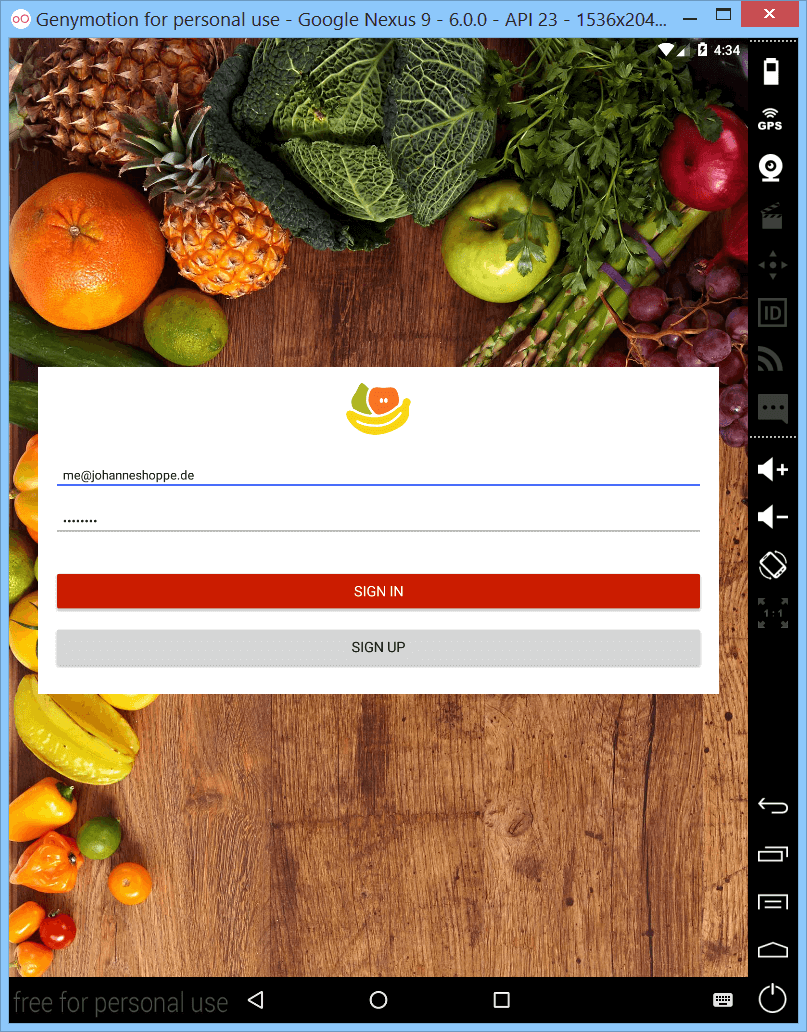 Genymotion for personal use - Google Nexus 9 - 6.0.0 - API 23 - 1536x204...
4:34
GPS
ID
me@johanneshoppe.de
••••••••
SIGN IN
1:1
SIGN UP
free for personal use